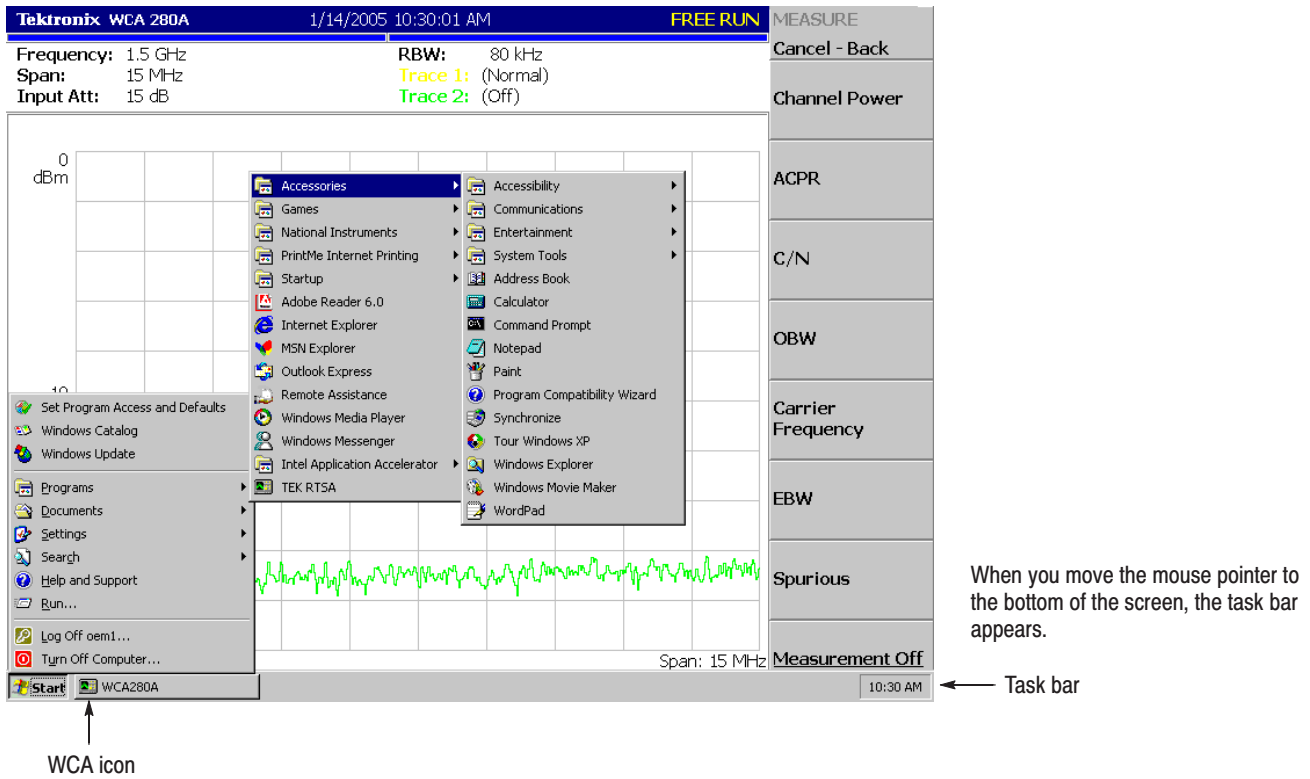 Tektronix WCA 280A 1/14/2005 10:30:01 AM FREE RUN
Frequency: 1.5 GHz RBW: 80 kHz
Span: 15 MHz Trace 1: (Normal)
Input Att: 15 dB Trace 2: (Off)
0
dBm
Accessories
Games
National Instruments
PrintMe Internet Printing
Startup
Adobe Reader 6.0
Internet Explorer
MSN Explorer
Outlook Express
Remote Assistance
Windows Media Player
Windows Messenger
Intel Application Accelerator
TEK RTSA
Accessibility
Communications
Entertainment
System Tools
Address Book
Calculator
Command Prompt
Notepad
Paint
Program Compatibility Wizard
Synchronize
Tour Windows XP
Windows Explorer
Windows Movie Maker
WordPad
10
Set Program Access and Defaults
Windows Catalog
Windows Update
Programs
Documents
Settings
Search
Help and Support
Run...
Log Off oem1...
Turn Off Computer...
Span: 15 MHz
Start WCA280A 10:30 AM
MEASURE
Cancel - Back
Channel Power
ACPR
C/N
OBW
Carrier
Frequency
EBW
Spurious
Measurement Off
When you move the mouse pointer to
the bottom of the screen, the task bar
appears.
Task bar
WCA icon